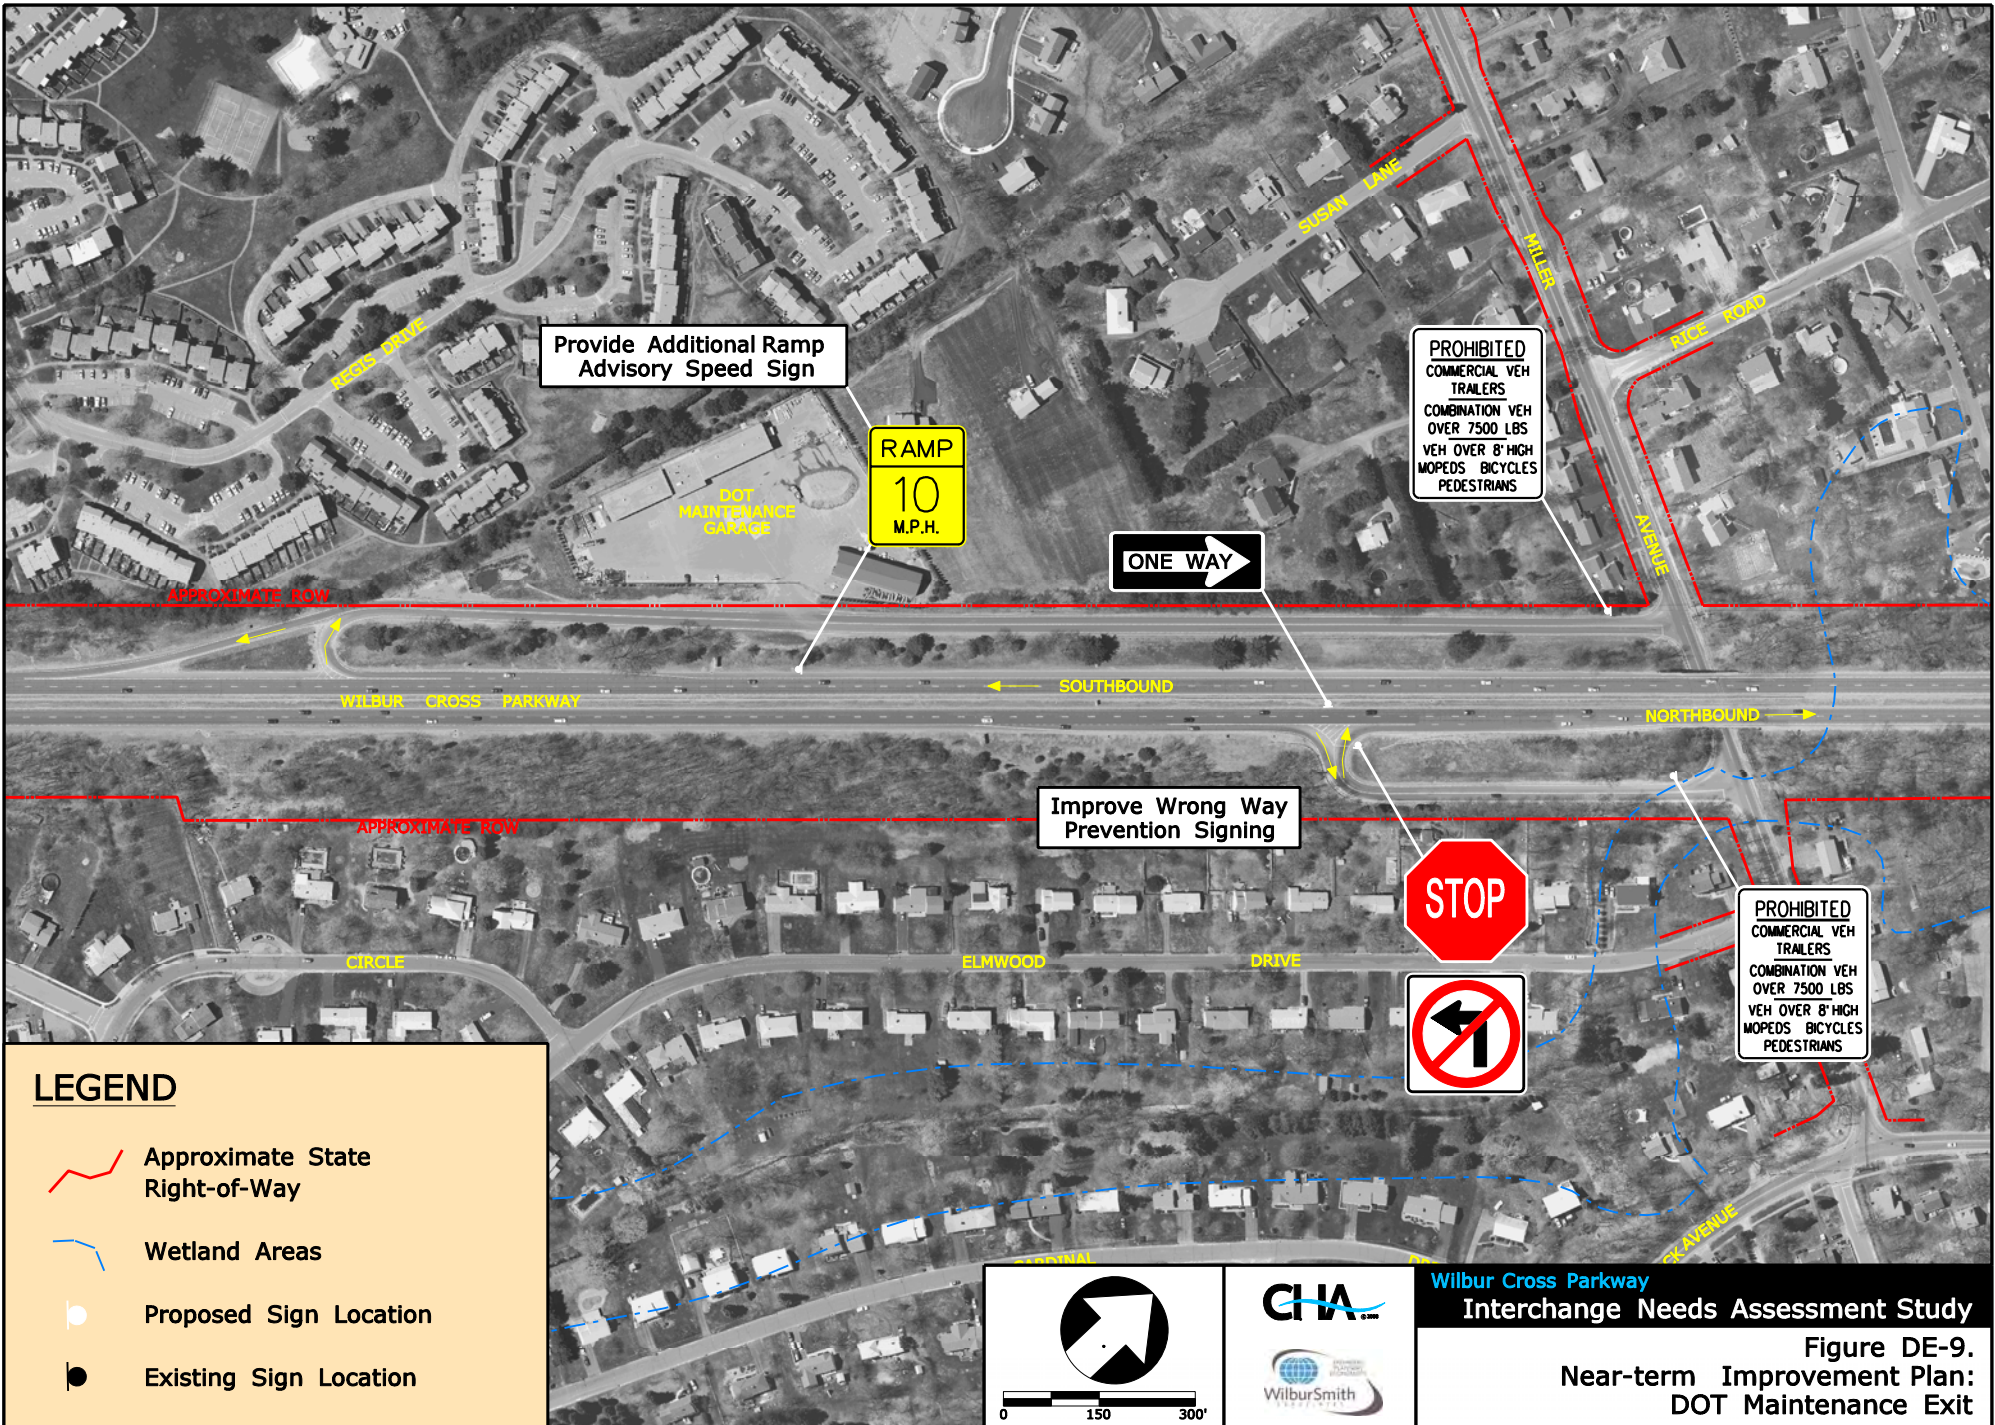 SUSAN LANE
MILLER
AVENUE
RICE ROAD
REGIS DRIVE
Provide Additional Ramp
Advisory Speed Sign
RAMP
10
M.P.H.
DOT
MAINTENANCE
GARAGE
PROHIBITED
COMMERCIAL VEH
TRAILERS
COMBINATION VEH
OVER 7500 LBS
VEH OVER 8' HIGH
MOPEDS BICYCLES
PEDESTRIANS
ONE WAY
APPROXIMATE ROW
SOUTHBOUND
WILBUR CROSS PARKWAY
NORTHBOUND
Improve Wrong Way
Prevention Signing
APPROXIMATE ROW
STOP
PROHIBITED
COMMERCIAL VEH
TRAILERS
COMBINATION VEH
OVER 7500 LBS
VEH OVER 8' HIGH
MOPEDS BICYCLES
PEDESTRIANS
CIRCLE
ELMWOOD DRIVE
CARDINAL
CK AVENUE
LEGEND
Approximate State
Right-of-Way
Wetland Areas
Proposed Sign Location
Existing Sign Location
0 150 300'
CHA
WilburSmith
ASSOCIATES
Wilbur Cross Parkway
Interchange Needs Assessment Study
Figure DE-9.
Near-term Improvement Plan:
DOT Maintenance Exit